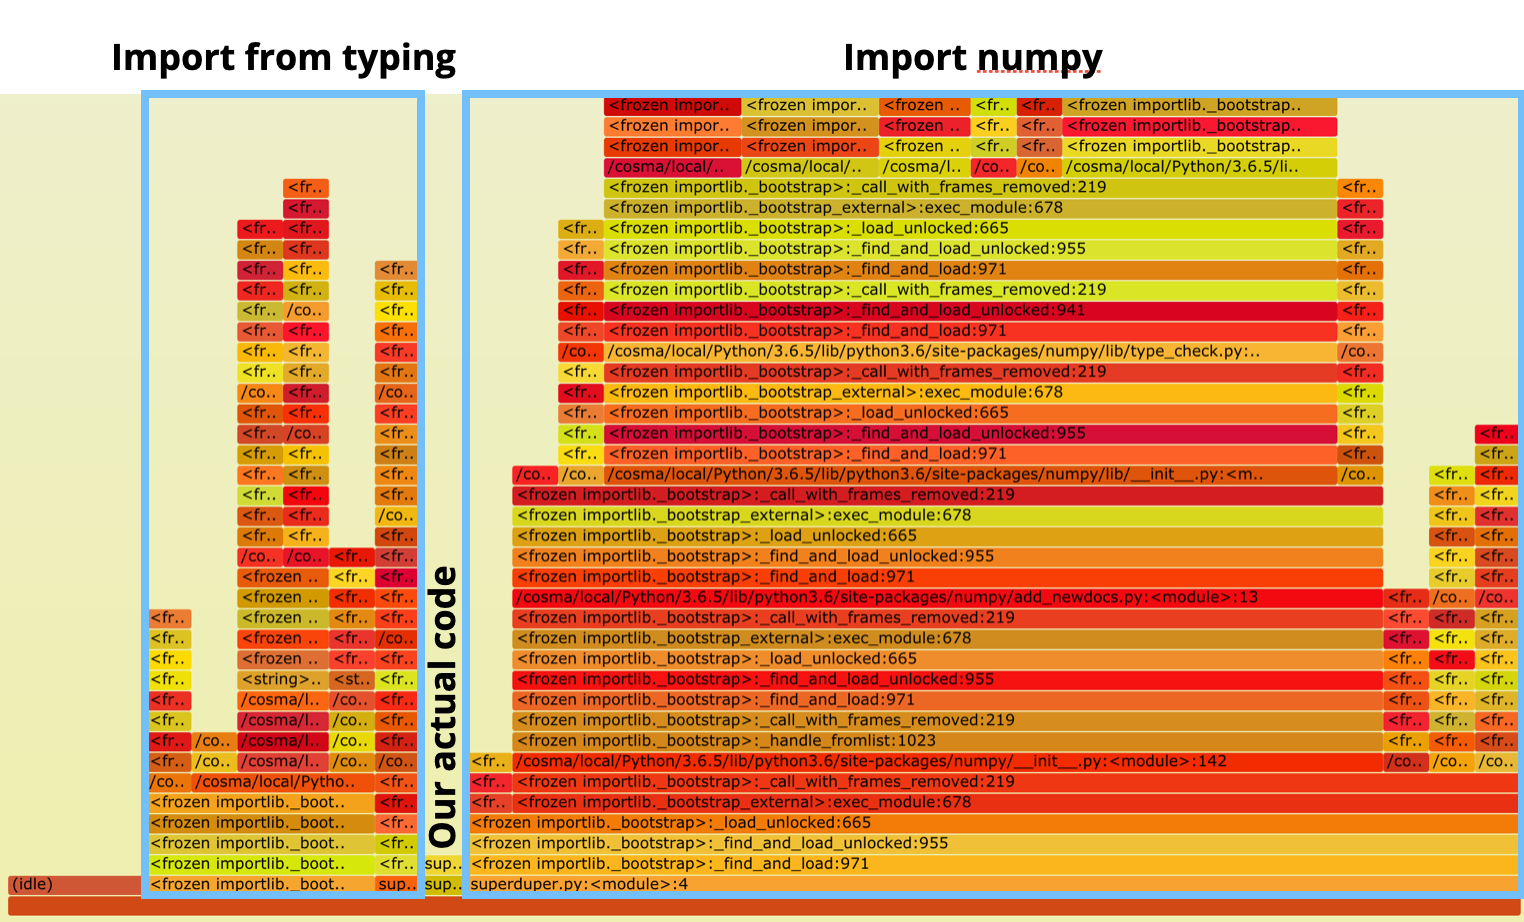 Import from typing Import numpy
<frozen impor.. <frozen impor.. <frozen .. <fr.. <fr.. <frozen importlib._bootstrap..
<frozen impor.. <frozen impor.. <frozen .. <fr.. <fr.. <frozen importlib._bootstrap..
<frozen impor.. <frozen impor.. <frozen .. <fr.. <fr.. <frozen importlib._bootstrap..
/cosma/local/.. /cosma/local/.. /cosma/l.. /co.. /co.. /cosma/local/Python/3.6.5/li..
<fr.. <frozen importlib._bootstrap>:_call_with_frames_removed:219 <fr..
<fr.. <frozen importlib._bootstrap_external>:exec_module:678 <fr..
<fr.. <fr.. <fr.. <frozen importlib._bootstrap>:_load_unlocked:665 <fr..
<fr.. <fr.. <fr.. <frozen importlib._bootstrap>:_find_and_load_unlocked:955 <fr..
<fr.. <fr.. <fr.. <fr.. <frozen importlib._bootstrap>:_find_and_load:971 <fr..
<fr.. <fr.. <fr.. <fr.. <frozen importlib._bootstrap>:_call_with_frames_removed:219 <fr..
<fr.. /co.. <fr.. <fr.. <frozen importlib._bootstrap>:_find_and_load_unlocked:941 <fr..
<fr.. <fr.. <fr.. <fr.. <frozen importlib._bootstrap>:_find_and_load:971 <fr..
<fr.. <fr.. <fr.. /co.. /cosma/local/Python/3.6.5/lib/python3.6/site-packages/numpy/lib/type_check.py:.. /co..
<fr.. <fr.. <fr.. <fr.. <frozen importlib._bootstrap>:_call_with_frames_removed:219 <fr..
/co.. <fr.. /co.. <fr.. <frozen importlib._bootstrap_external>:exec_module:678 <fr..
<fr.. <fr.. <fr.. <fr.. <frozen importlib._bootstrap>:_load_unlocked:665 <fr..
<fr.. /co.. <fr.. <fr.. <frozen importlib._bootstrap>:_find_and_load_unlocked:955 <fr.. <fr..
<fr.. <fr.. <fr.. <fr.. <frozen importlib._bootstrap>:_find_and_load:971 <fr.. <fr..
<fr.. <fr.. <fr.. /co.. /co.. /cosma/local/Python/3.6.5/lib/python3.6/site-packages/numpy/lib/__init__.py:<m.. /co.. <fr.. <fr..
<fr.. <fr.. <fr.. <frozen importlib._bootstrap>:_call_with_frames_removed:219 <fr.. <fr..
<fr.. <fr.. /co.. <frozen importlib._bootstrap_external>:exec_module:678 <fr.. <fr..
<fr.. <fr.. <fr.. <frozen importlib._bootstrap>:_load_unlocked:665 <fr.. <fr..
/co.. /co.. <fr.. <fr.. <frozen importlib._bootstrap>:_find_and_load_unlocked:955 <fr.. <fr..
<frozen .. <fr.. <fr.. <frozen importlib._bootstrap>:_find_and_load:971 <fr.. <fr..
<frozen .. <fr.. <fr.. /cosma/local/Python/3.6.5/lib/python3.6/site-packages/numpy/add_newdocs.py:<module>:13 <fr.. /co.. /co..
<fr.. <frozen .. <fr.. <fr.. <frozen importlib._bootstrap>:_call_with_frames_removed:219 <fr.. <fr.. <fr..
<fr.. <frozen .. <fr.. /co.. <frozen importlib._bootstrap_external>:exec_module:678 <fr.. <fr.. <fr..
<fr.. <frozen .. <fr.. <fr.. <frozen importlib._bootstrap>:_load_unlocked:665 <fr.. <fr.. <fr..
<fr.. <string>.. <st.. <fr.. <frozen importlib._bootstrap>:_find_and_load_unlocked:955 <fr.. <fr.. <fr..
<fr.. /cosma/l.. /co.. <fr.. <frozen importlib._bootstrap>:_find_and_load:971 <fr.. <fr.. <fr..
<fr.. /cosma/l.. /co.. <fr.. <frozen importlib._bootstrap>:_call_with_frames_removed:219 <fr.. <fr.. <fr..
<fr.. /co.. /cosma/l.. /co.. <fr.. <frozen importlib._bootstrap>:_handle_fromlist:1023 <fr.. <fr.. <fr..
<fr.. /co.. /cosma/l.. /co.. /co.. <fr.. /cosma/local/Python/3.6.5/lib/python3.6/site-packages/numpy/__init__.py:<module>:142 /co.. /co.. /co..
/co.. /cosma/local/Pytho.. <fr.. <fr.. <frozen importlib._bootstrap>:_call_with_frames_removed:219
<frozen importlib._boot.. <fr.. <fr.. <frozen importlib._bootstrap_external>:exec_module:678
<frozen importlib._boot.. <fr.. <frozen importlib._bootstrap>:_load_unlocked:665
<frozen importlib._boot.. <fr.. <frozen importlib._bootstrap>:_find_and_load_unlocked:955
<frozen importlib._boot.. <fr.. sup.. <frozen importlib._bootstrap>:_find_and_load:971
(idle) <frozen importlib._boot.. sup.. sup.. superduper.py:<module>:4
Our actual code